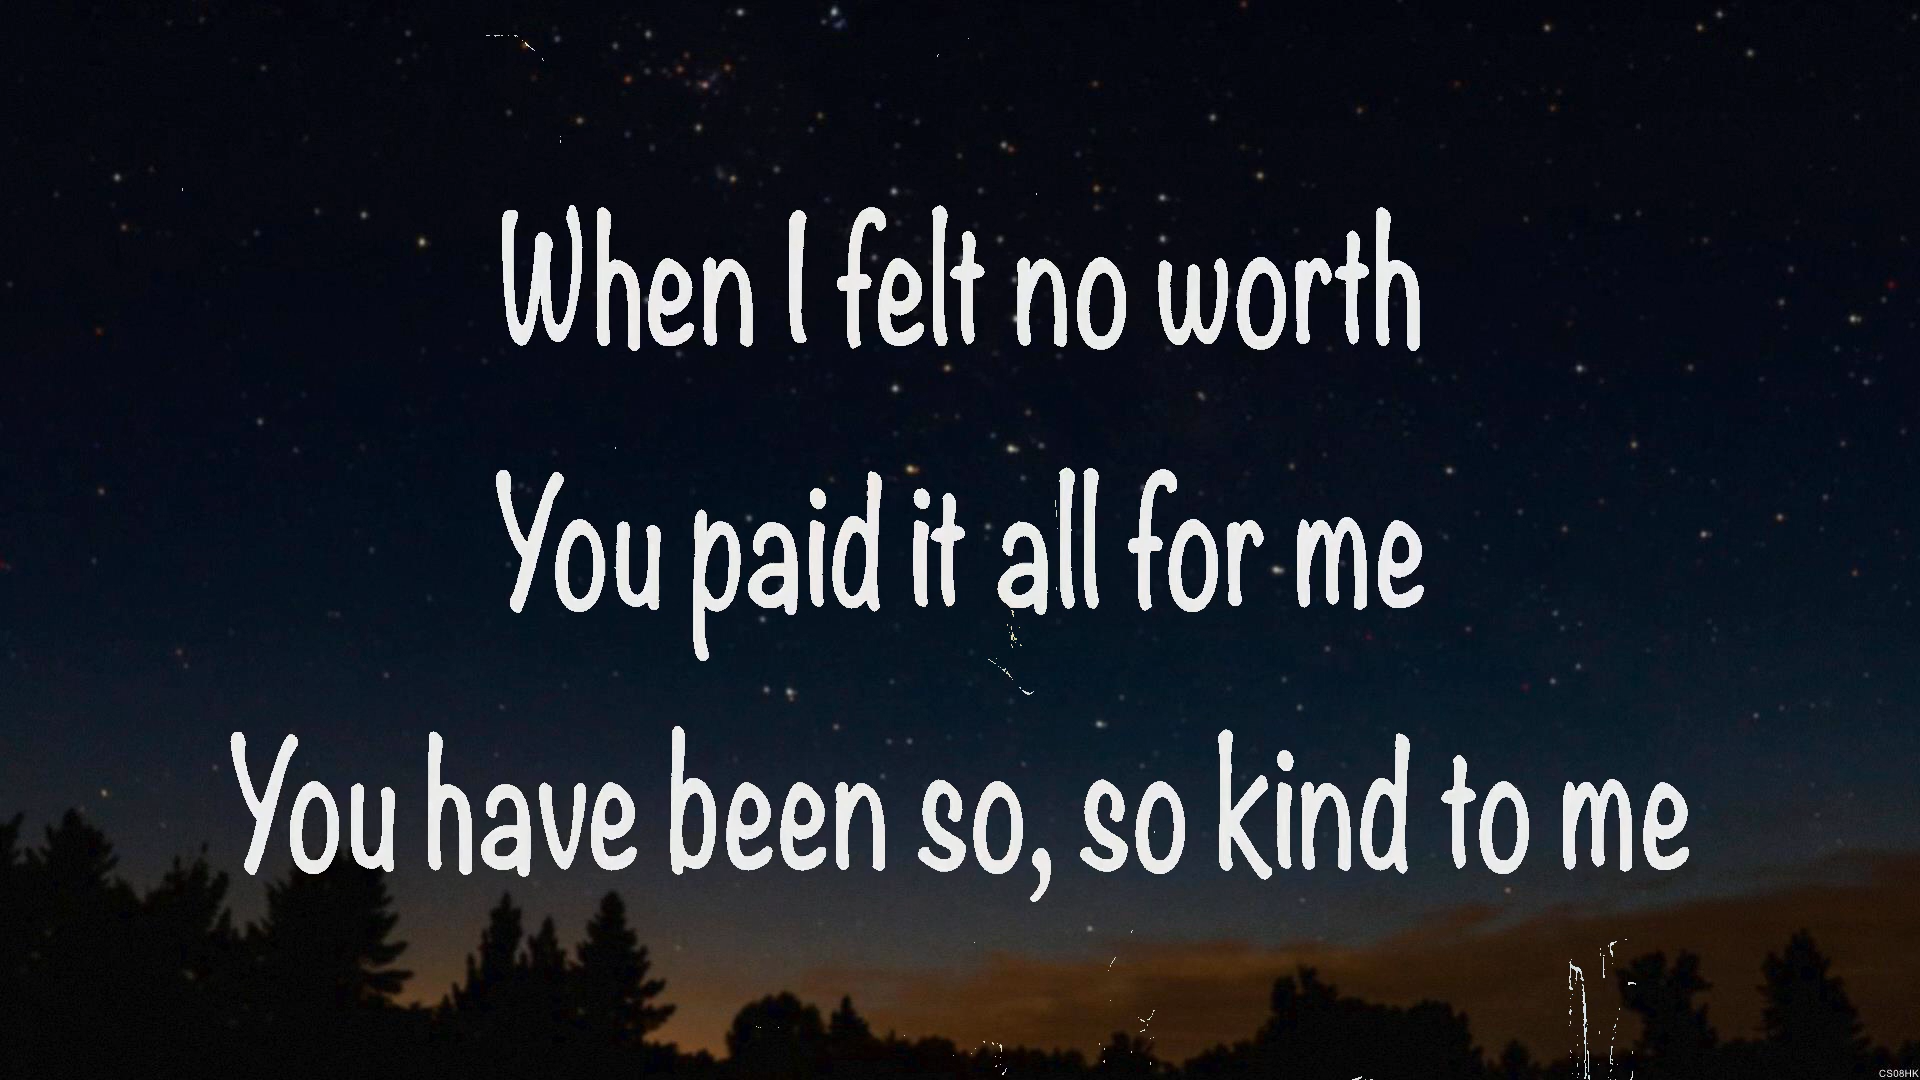 When I felt no worth
You paid it all for me
You have been so, so kind to me
CS08HK